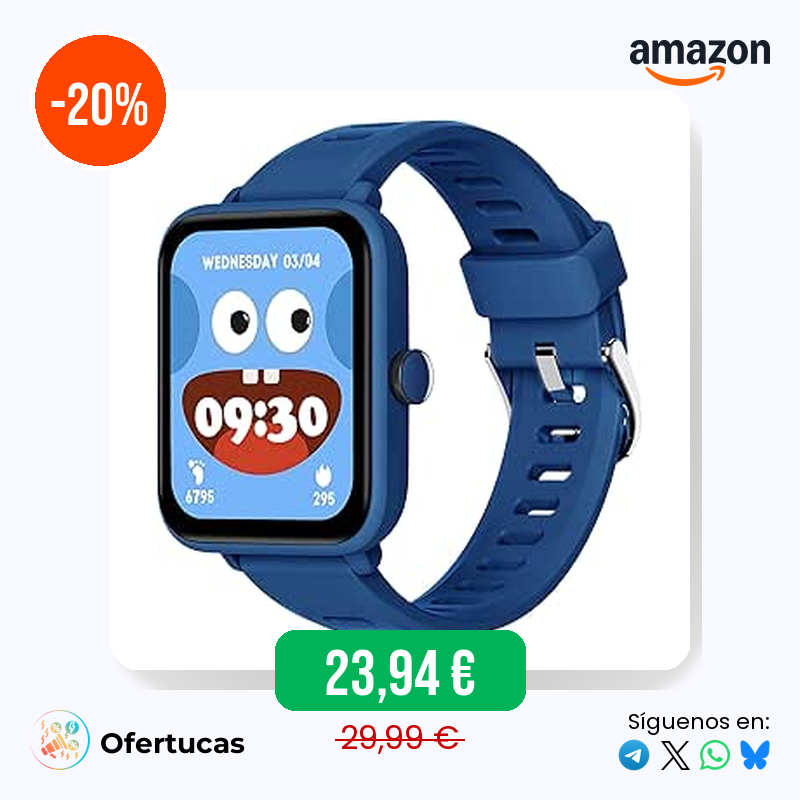 -20%
amazon
WEDNESDAY 03/04
09:30
6795
295
23,94 €
29,99 €
Ofertucas
Síguenos en: